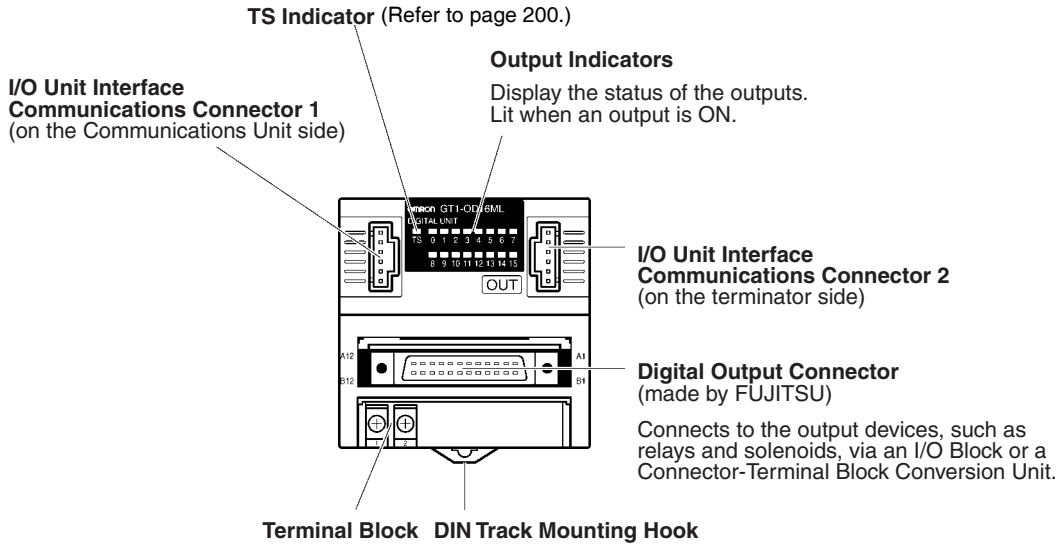 TS Indicator (Refer to page 200.)
Output Indicators
Display the status of the outputs.
Lit when an output is ON.
I/O Unit Interface
Communications Connector 1
(on the Communications Unit side)
OMRON GT1-OD16ML
DIGITAL UNIT
TS 0 1 2 3 4 5 6 7
8 9 10 11 12 13 14 15
OUT
I/O Unit Interface
Communications Connector 2
(on the terminator side)
A12
A1
B12
B1
Digital Output Connector
(made by FUJITSU)
Connects to the output devices, such as
relays and solenoids, via an I/O Block or a
Connector-Terminal Block Conversion Unit.
1 2
Terminal Block
DIN Track Mounting Hook